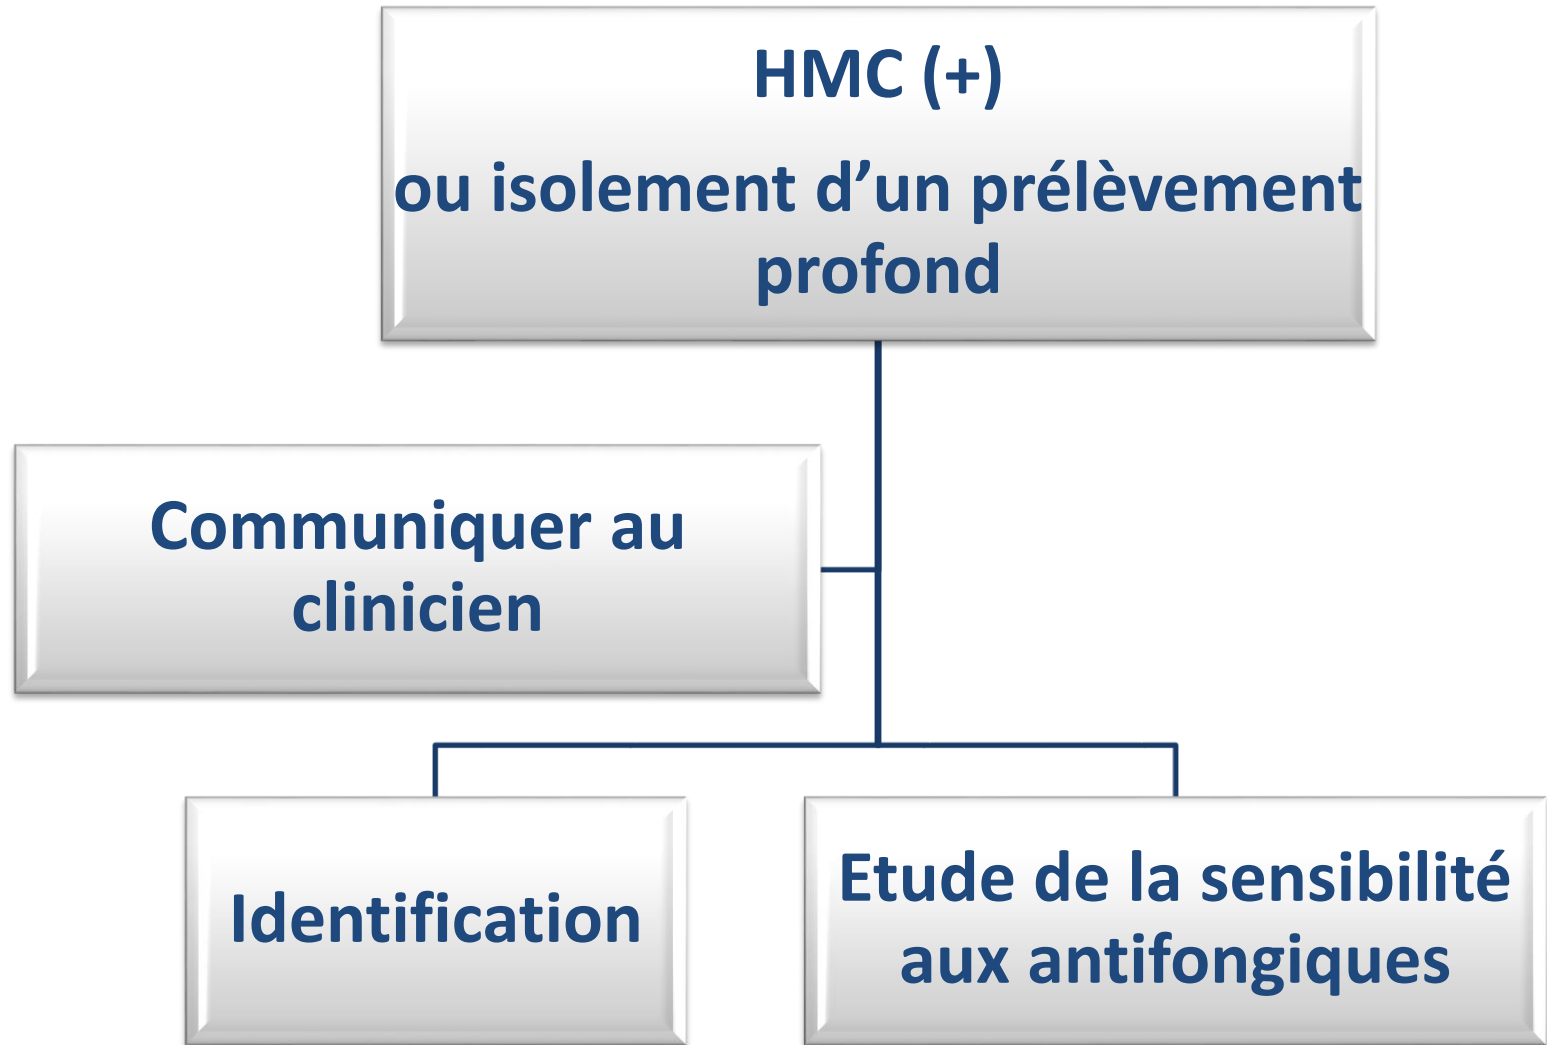 HMC (+)
ou isolement d’un prélèvement
profond
Communiquer au
clinicien
Identification
Etude de la sensibilité
aux antifongiques